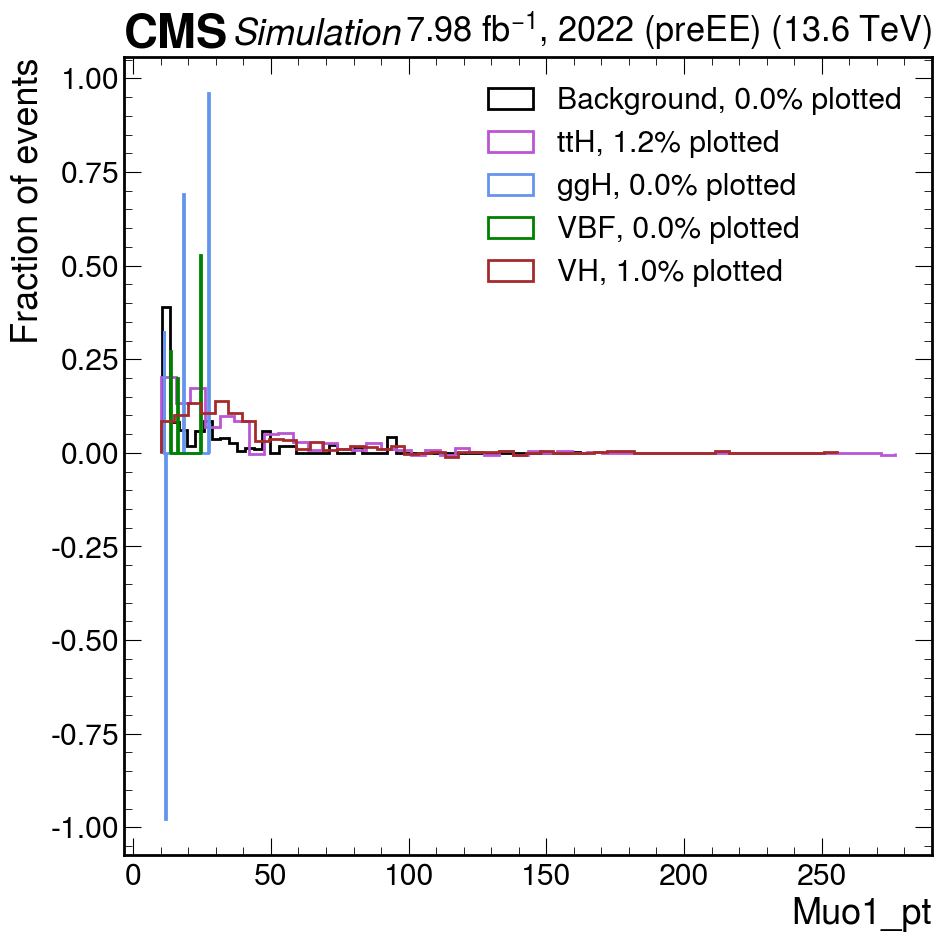 CMS Simulation 7.98 fb⁻¹, 2022 (preEE) (13.6 TeV)
Fraction of events
1.00
0.75
0.50
0.25
0.00
-0.25
-0.50
-0.75
-1.00
Background, 0.0% plotted
ttH, 1.2% plotted
ggH, 0.0% plotted
VBF, 0.0% plotted
VH, 1.0% plotted
0 50 100 150 200 250
Muo1_pt